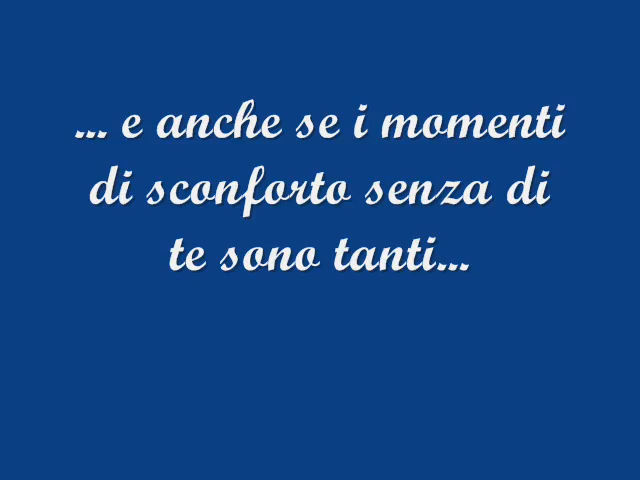 ... e anche se i momenti
di sconforto senza di
te sono tanti...